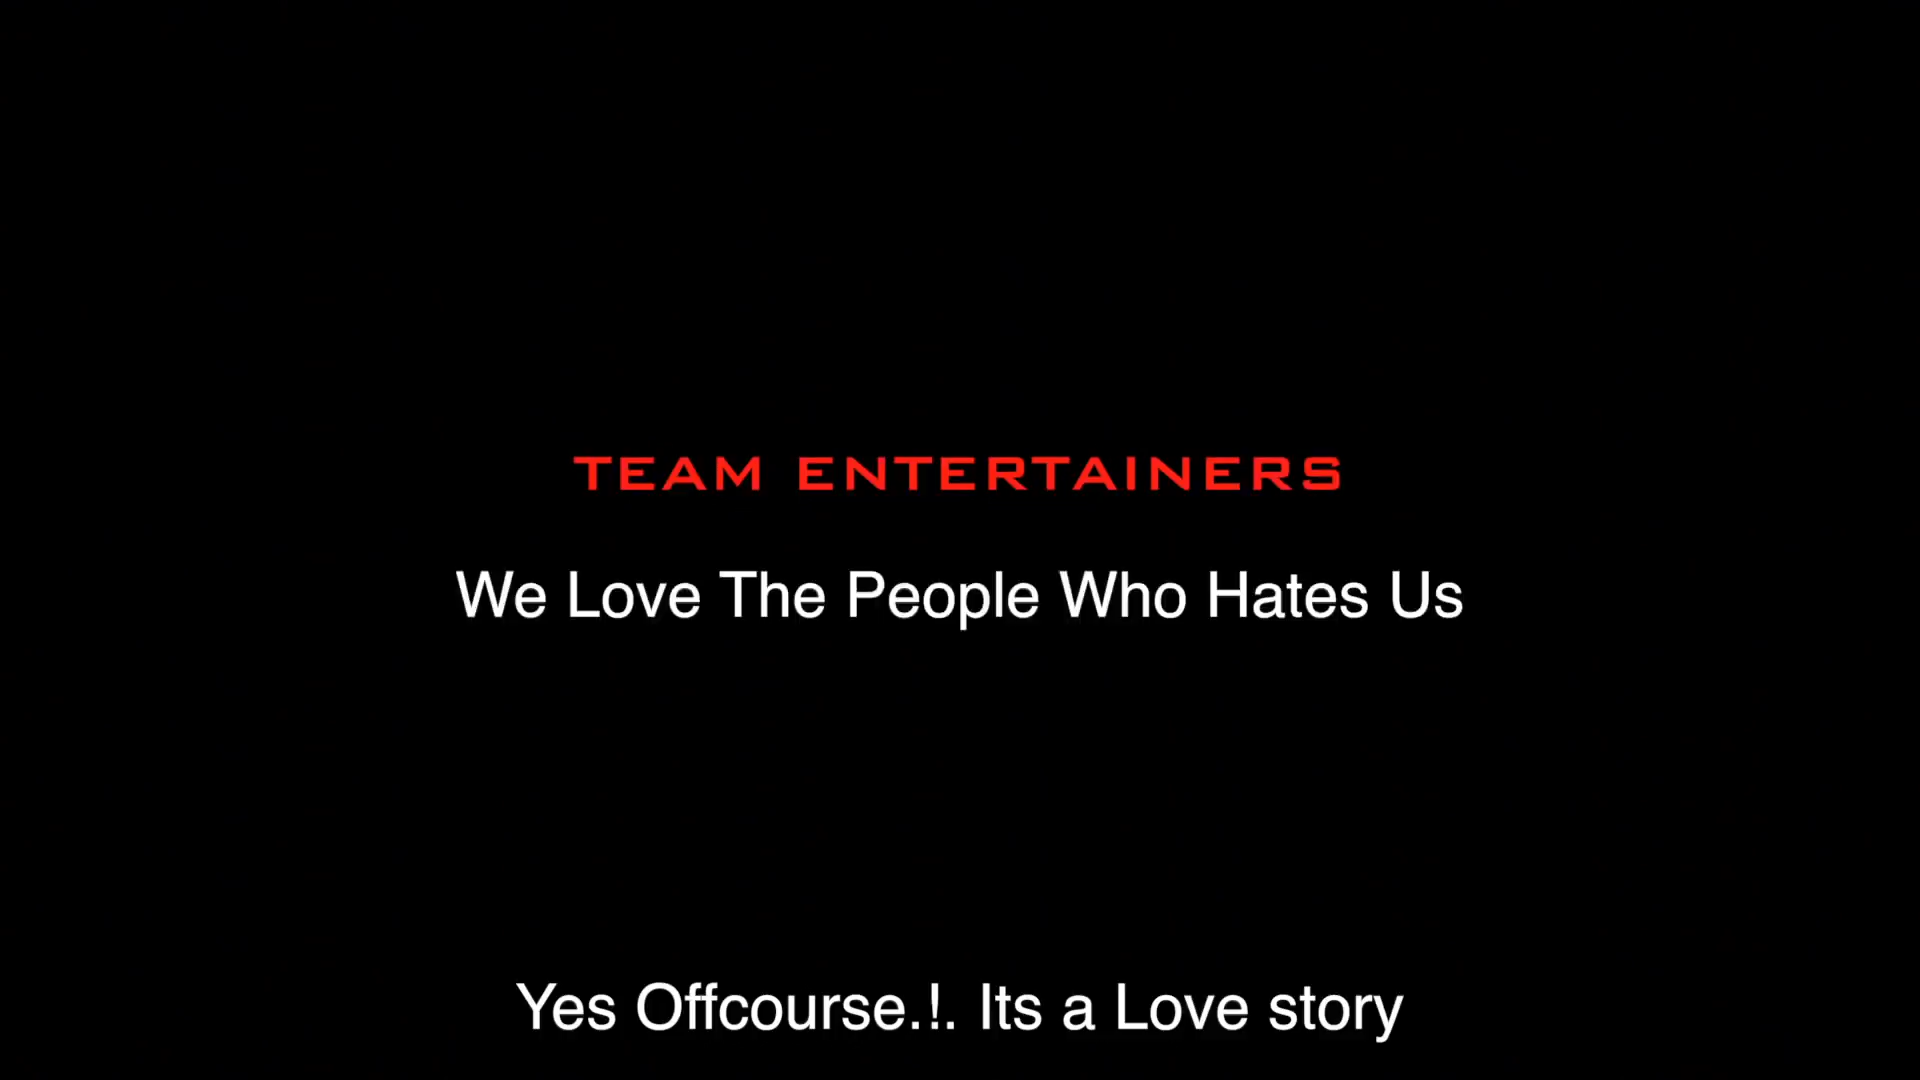 TEAM ENTERTAINERS
We Love The People Who Hates Us
Yes Offcourse.!. Its a Love story